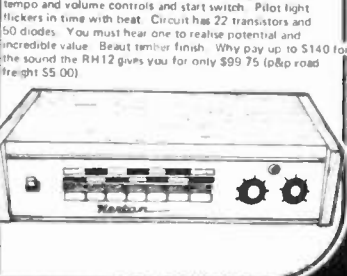 tempo and volume controls and start switch Pilot light
flickers in time with beat. Circuit has 22 transistors and
50 diodes. You must hear one to realise potential and
incredible value. Beaut timber finish. Why pay up to $140 for
the sound the RH12 gives you for only $99 75 (p&p road
freight $5 00)